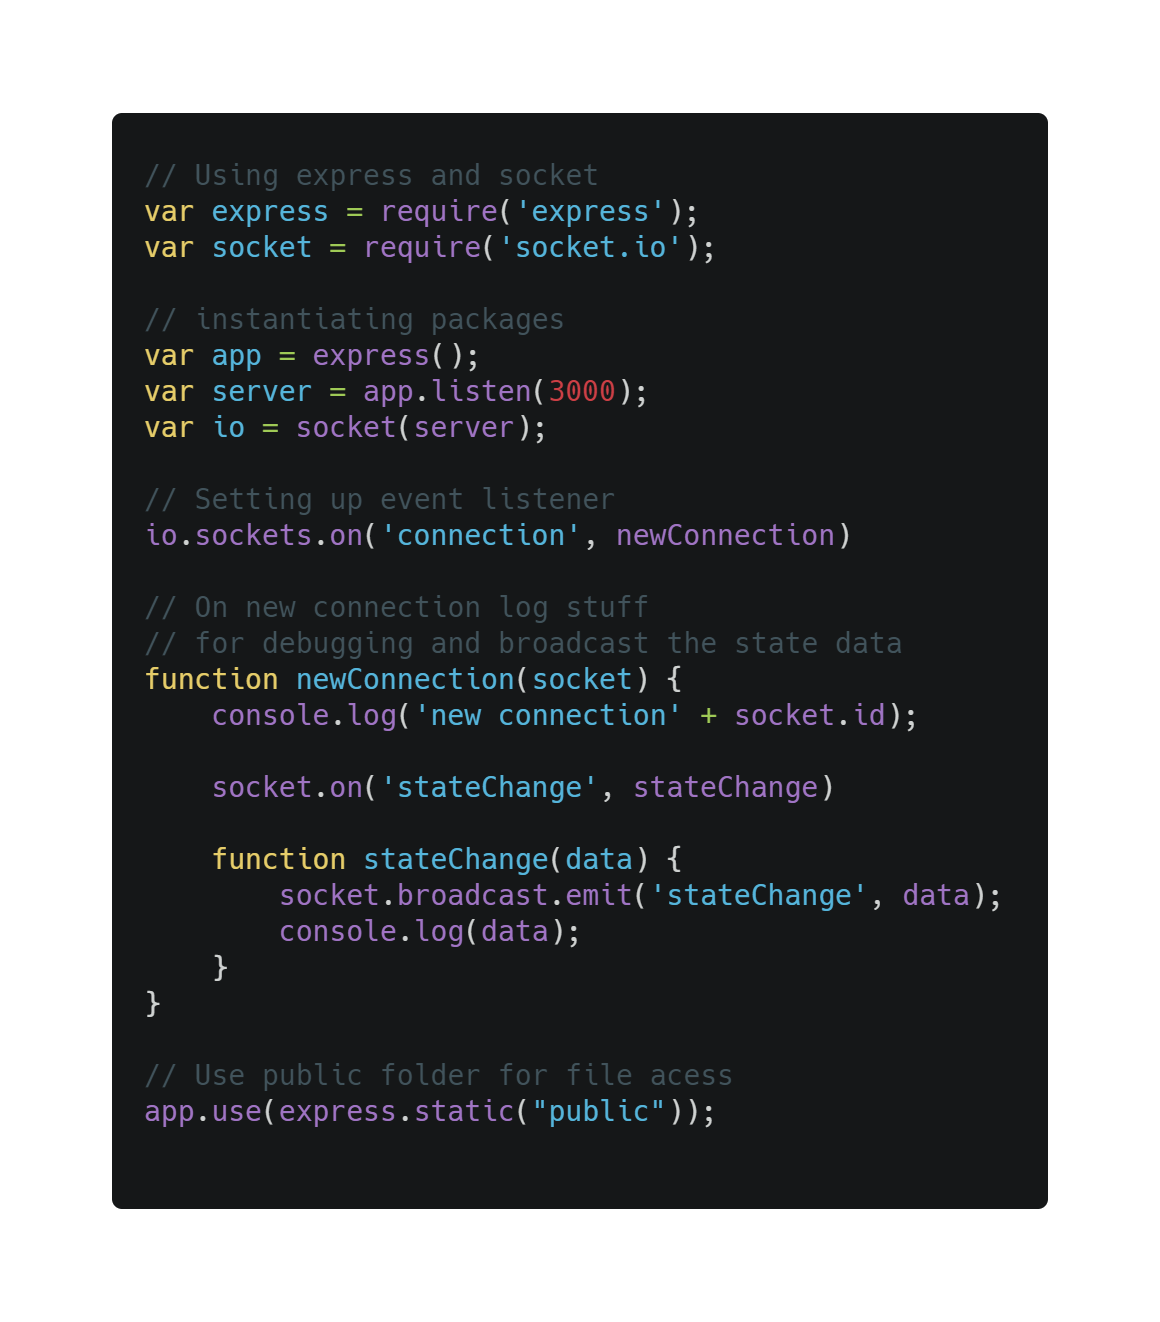 // Using express and socket
var express = require('express');
var socket = require('socket.io');

// instantiating packages
var app = express();
var server = app.listen(3000);
var io = socket(server);

// Setting up event listener
io.sockets.on('connection', newConnection)

// On new connection log stuff
// for debugging and broadcast the state data
function newConnection(socket) {
    console.log('new connection' + socket.id);

    socket.on('stateChange', stateChange)

    function stateChange(data) {
        socket.broadcast.emit('stateChange', data);
        console.log(data);
    }
}

// Use public folder for file acess
app.use(express.static("public"));